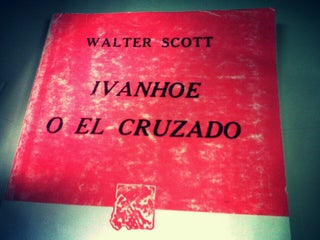 WALTER SCOTT
IVANHOE
O EL CRUZADO